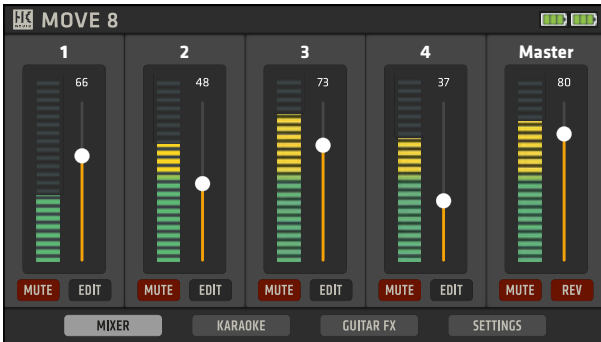 HK AUDIO MOVE 8
1 2 3 4 Master
66 48 73 37 80
MUTE EDIT MUTE EDIT MUTE EDIT MUTE EDIT MUTE REV
MIXER KARAOKE GUITAR FX SETTINGS